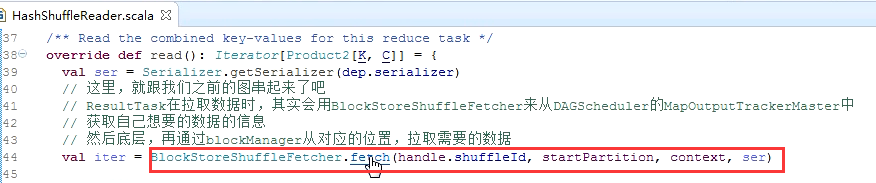 HashShuffleReader.scala
37 /** Read the combined key-values for this reduce task */
38 override def read(): Iterator[Product2[K, C]] = {
39 val ser = Serializer.getSerializer(dep.serializer)
40 // 这里，就跟我们之前的图串起来了吧
41 // ResultTask在拉取数据时，其实会用BlockStoreShuffleFetcher来从DAGScheduler的MapOutputTrackerMaster中
42 // 获取自己想要的数据的信息
43 // 然后底层，再通过blockManager从对应的位置，拉取需要的数据
44 val iter = BlockStoreShuffleFetcher.fetch(handle.shuffleId, startPartition, context, ser)
45